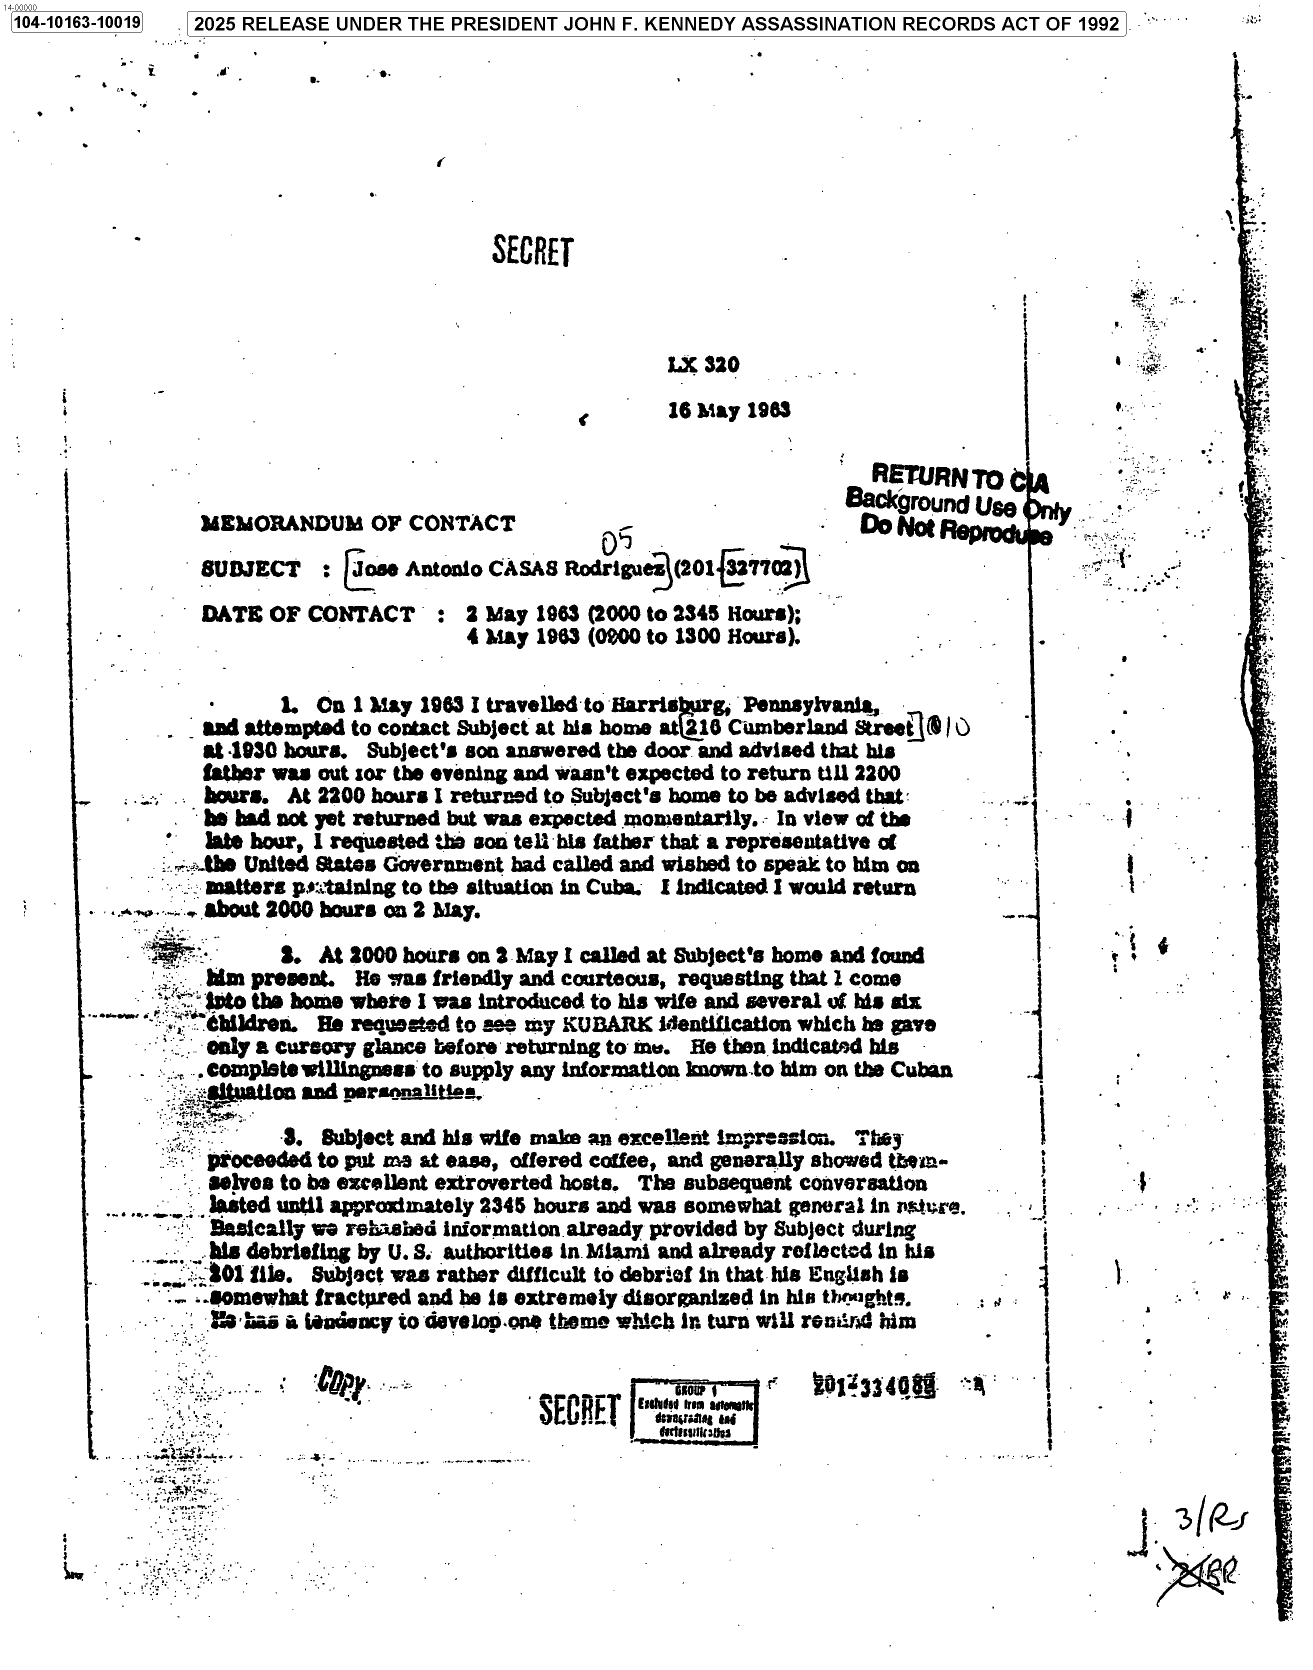 14-00000
104-10163-10019
2025 RELEASE UNDER THE PRESIDENT JOHN F. KENNEDY ASSASSINATION RECORDS ACT OF 1992
SECRET
LX 320
16 May 1963
RETURN TO CIA
Background Use Only
Do Not Reproduce
MEMORANDUM OF CONTACT
05
SUBJECT : [Jose Antonio CASAS Rodriguez] (201-[327702])
DATE OF CONTACT : 2 May 1963 (2000 to 2345 Hours);
4 May 1963 (0900 to 1300 Hours).
1. On 1 May 1963 I travelled to Harrisburg, Pennsylvania,
and attempted to contact Subject at his home at [216 Cumberland Street] 10
at 1930 hours. Subject's son answered the door and advised that his
father was out for the evening and wasn't expected to return till 2200
hours. At 2200 hours I returned to Subject's home to be advised that
he had not yet returned but was expected momentarily. In view of the
late hour, I requested the son tell his father that a representative of
the United States Government had called and wished to speak to him on
matters pertaining to the situation in Cuba. I indicated I would return
about 2000 hours on 2 May.
2. At 2000 hours on 2 May I called at Subject's home and found
him present. He was friendly and courteous, requesting that I come
into the home where I was introduced to his wife and several of his six
children. He requested to see my KUBARK identification which he gave
only a cursory glance before returning to me. He then indicated his
complete willingness to supply any information known to him on the Cuban
situation and personalities.
3. Subject and his wife make an excellent impression. They
proceeded to put me at ease, offered coffee, and generally showed them-
selves to be excellent extroverted hosts. The subsequent conversation
lasted until approximately 2345 hours and was somewhat general in nature.
Basically we rehashed information already provided by Subject during
his debriefing by U. S. authorities in Miami and already reflected in his
201 file. Subject was rather difficult to debrief in that his English is
somewhat fractured and he is extremely disorganized in his thoughts.
He has a tendency to develop one theme which in turn will remind him
COPY
SECRET
GROUP 1
Excluded from automatic
downgrading and
declassification
201-334089
3/RS
2/BR